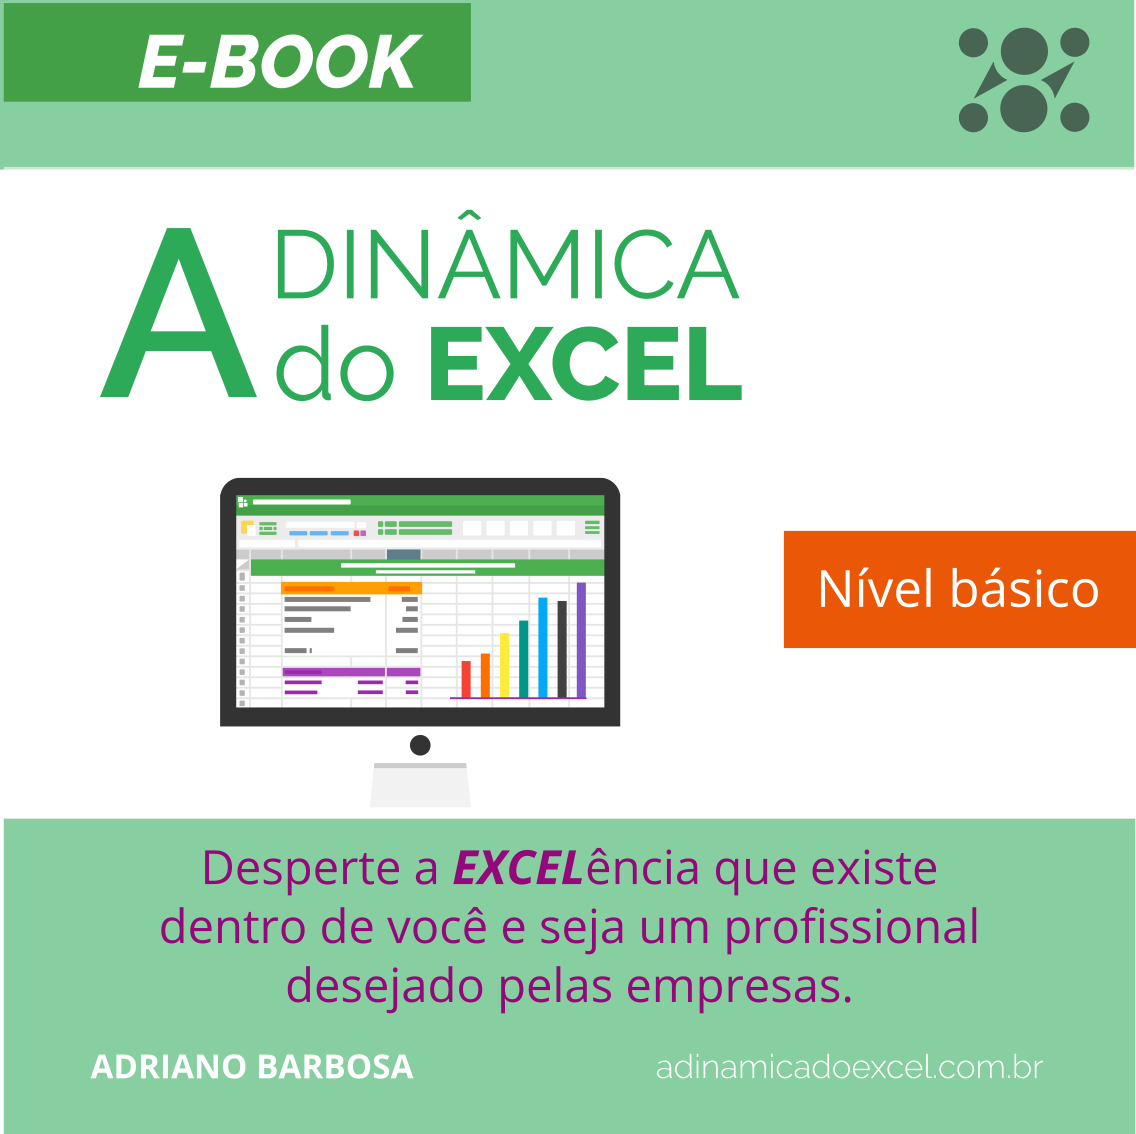 E-BOOK
A DINÂMICA
do EXCEL
Nível básico
Desperte a EXCELência que existe
dentro de você e seja um profissional
desejado pelas empresas.
ADRIANO BARBOSA
adinamicadoexcel.com.br